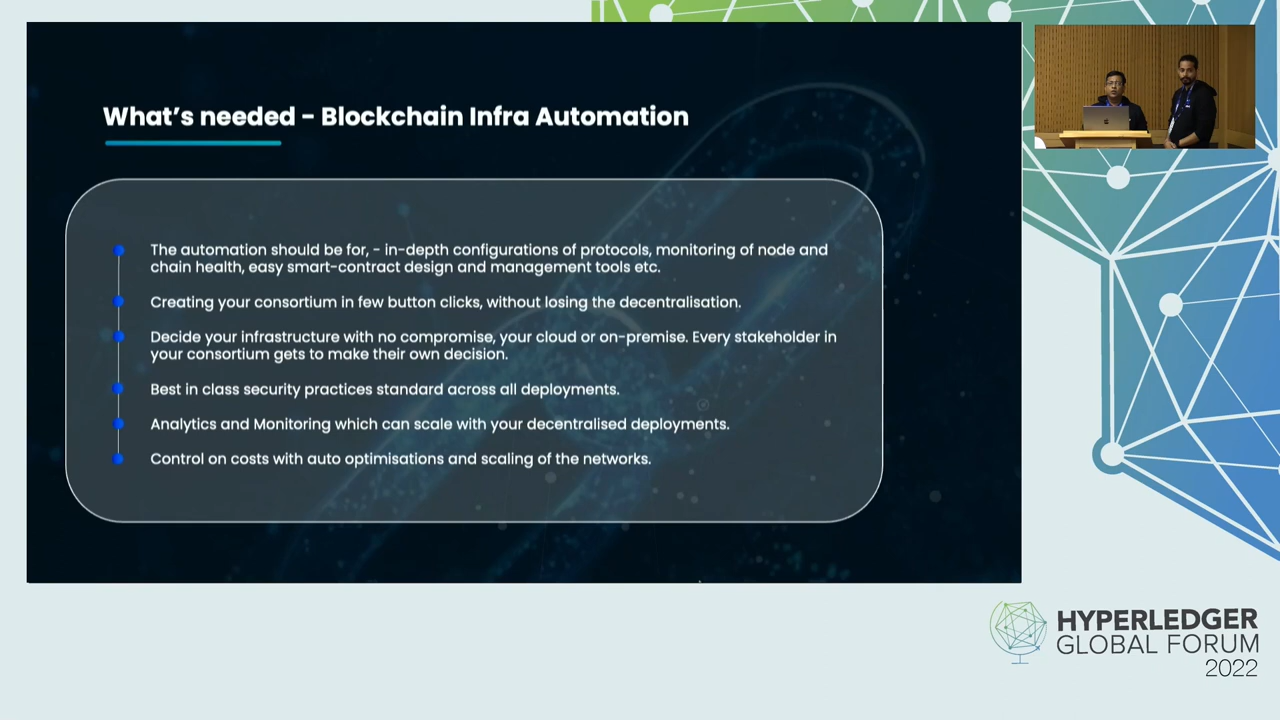 What's needed - Blockchain Infra Automation
The automation should be for, - in-depth configurations of protocols, monitoring of node and
chain health, easy smart-contract design and management tools etc.
Creating your consortium in few button clicks, without losing the decentralisation.
Decide your infrastructure with no compromise, your cloud or on-premise. Every stakeholder in
your consortium gets to make their own decision.
Best in class security practices standard across all deployments.
Analytics and Monitoring which can scale with your decentralised deployments.
Control on costs with auto optimisations and scaling of the networks.
HYPERLEDGER
GLOBAL FORUM
2022